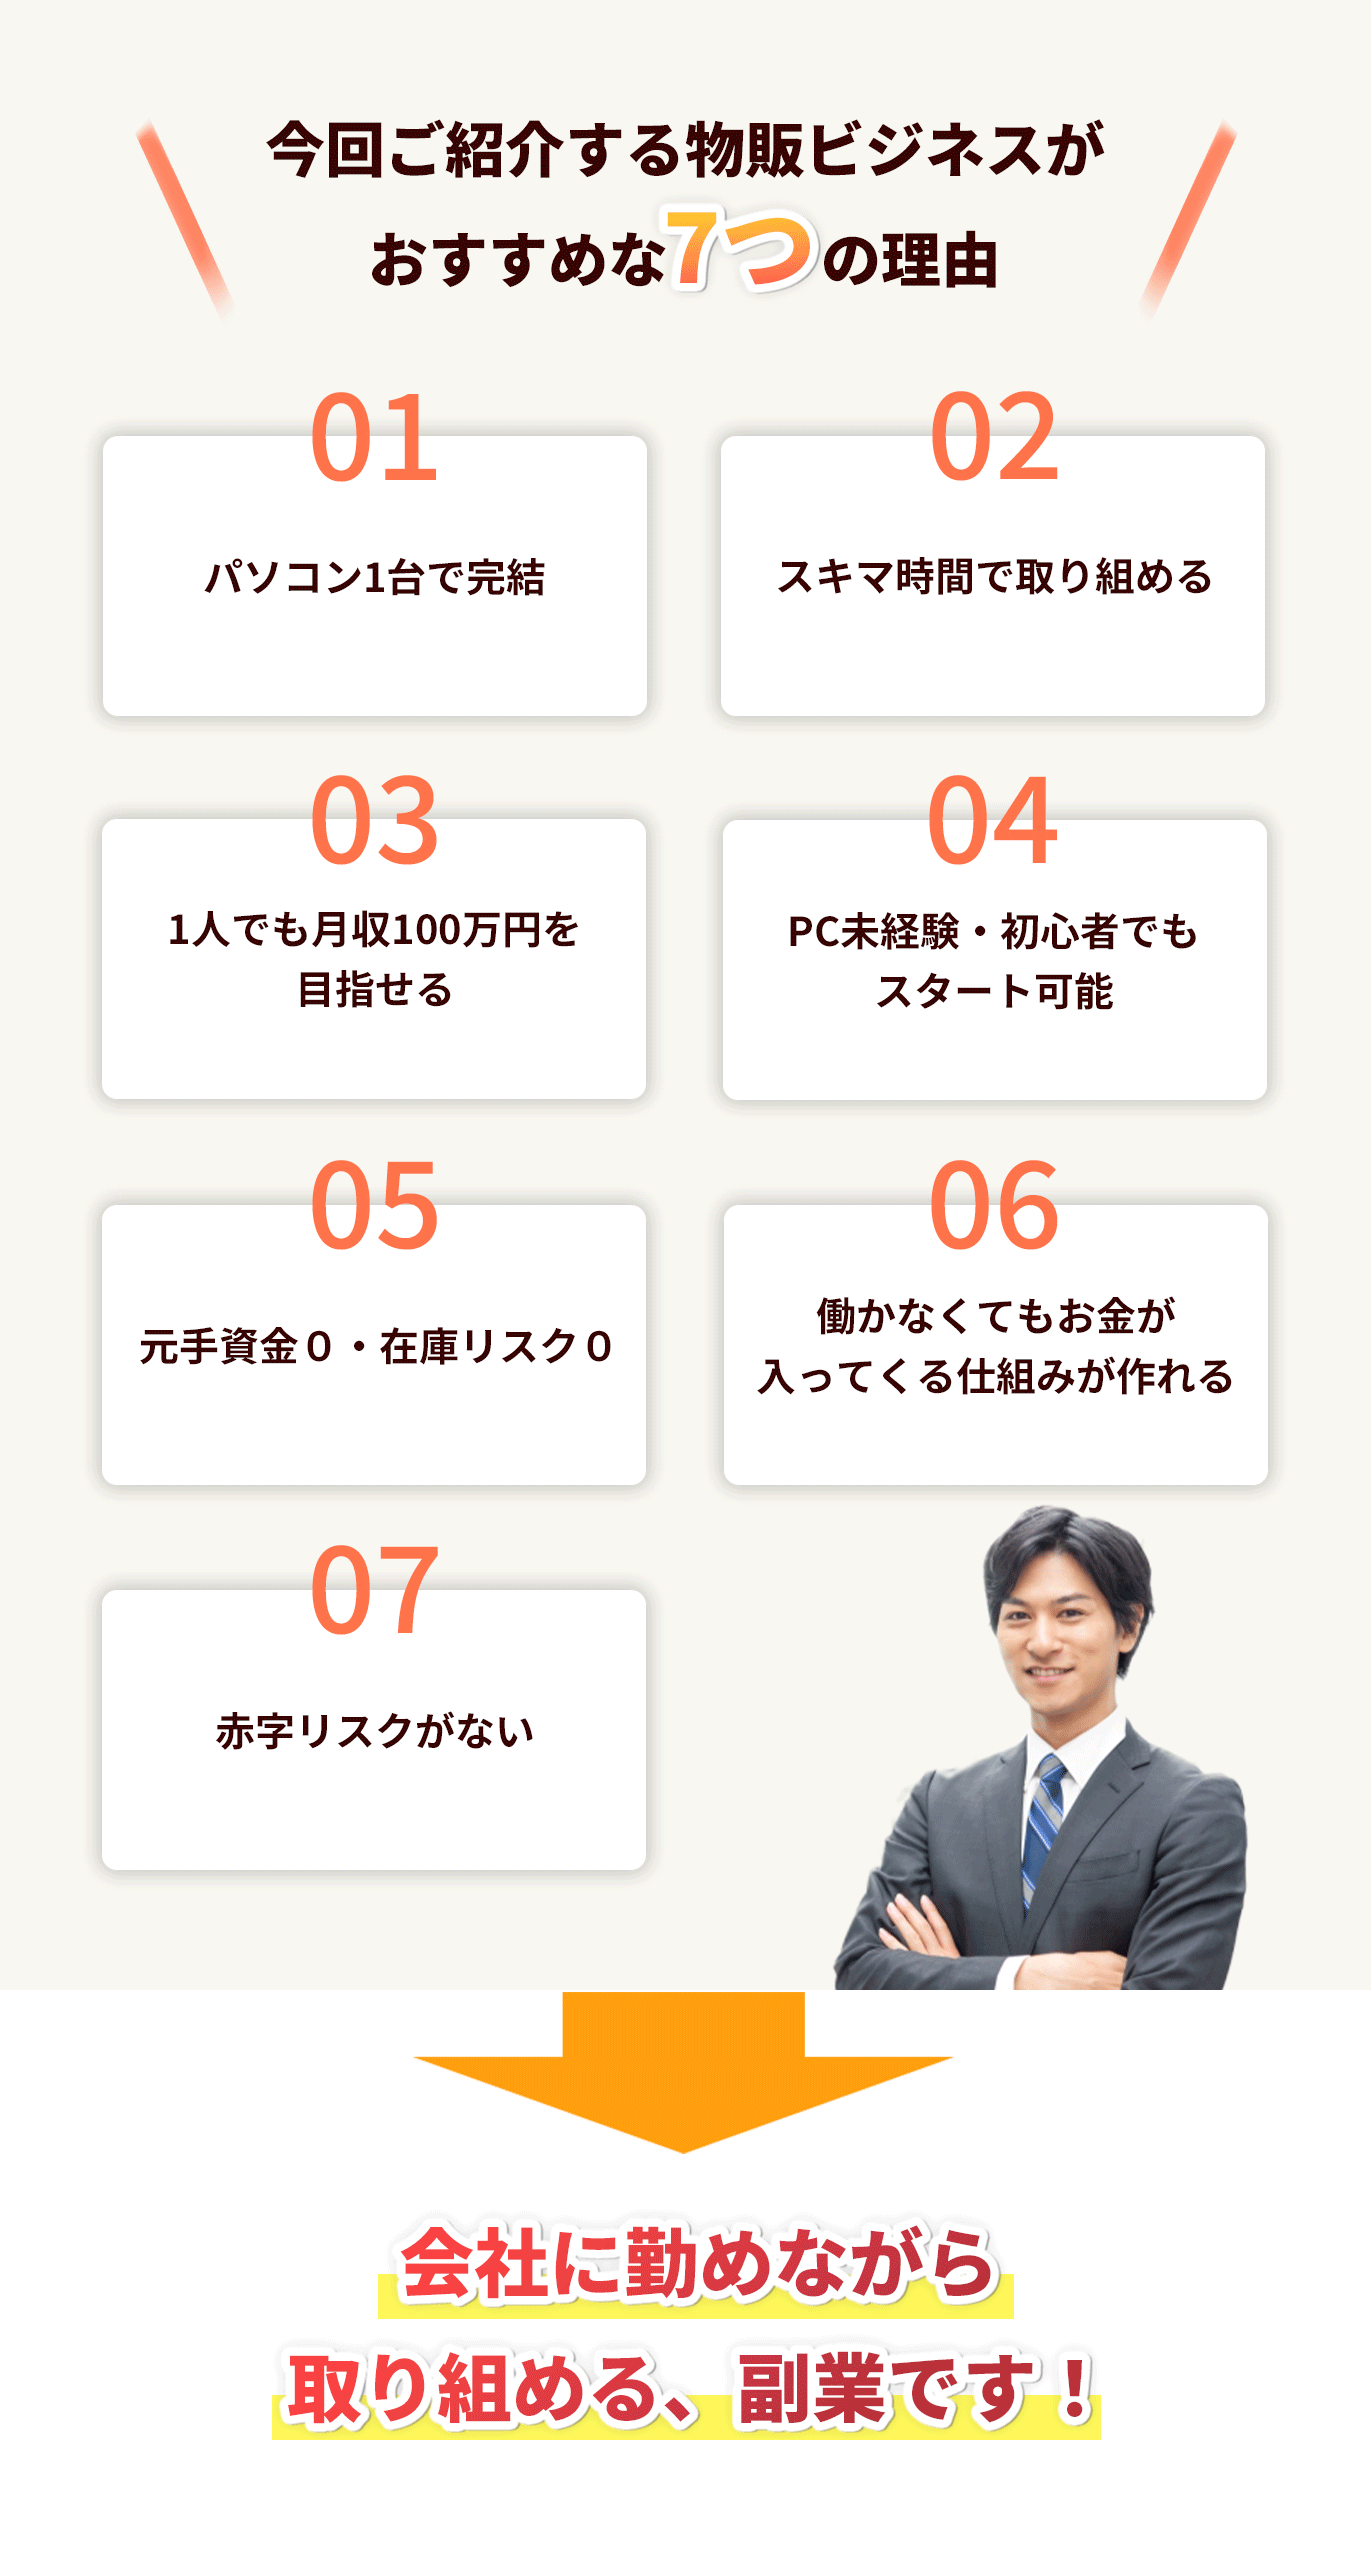 今回ご紹介する物販ビジネスが
おすすめな7つの理由
01
パソコン1台で完結
02
スキマ時間で取り組める
03
1人でも月収100万円を
目指せる
04
PC未経験・初心者でも
スタート可能
05
元手資金０・在庫リスク０
06
働かなくてもお金が
入ってくる仕組みが作れる
07
赤字リスクがない
会社に勤めながら
取り組める、副業です！